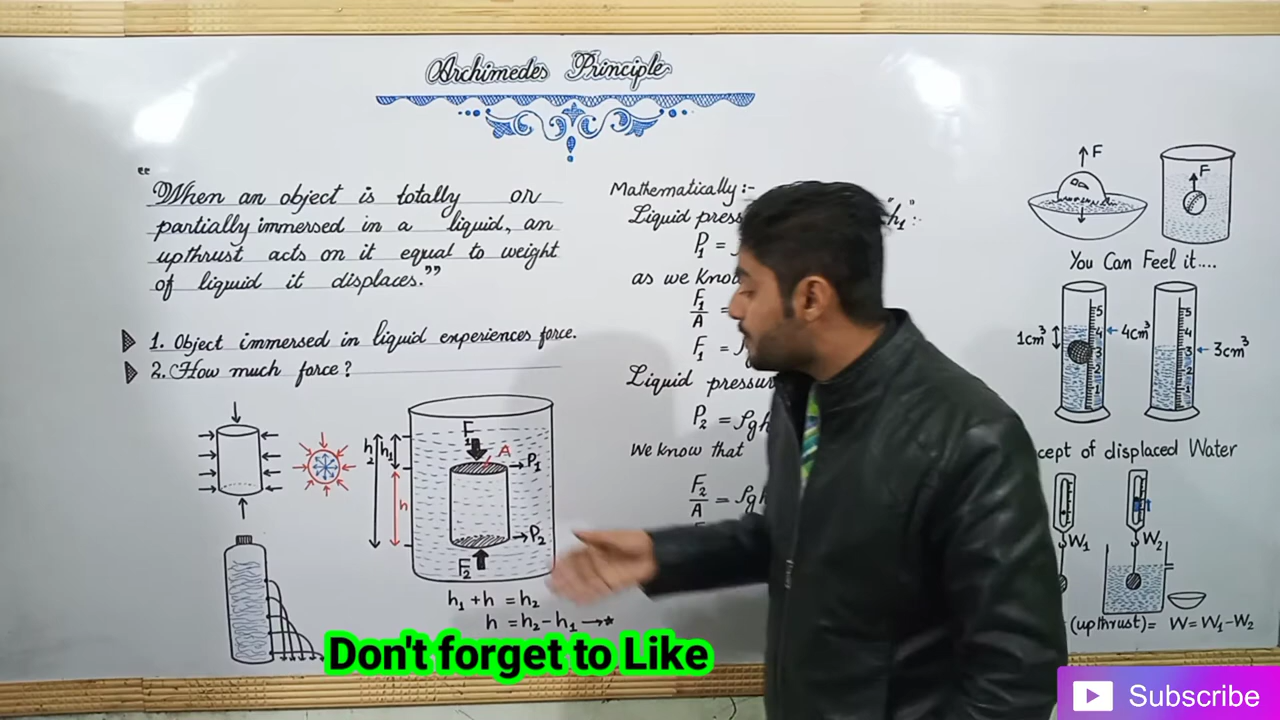 Archimedes Principle
"When an object is totally or
partially immersed in a liquid, an
upthrust acts on it equal to weight
of liquid it displaces."
1. Object immersed in liquid experiences force.
2. How much force?
h₂ h₁ F₁ A P₁
h
P₂
F₂
h₁ + h = h₂
h = h₂ - h₁ →*
Mathematically :-
Liquid "h₁":-
P₁ =
as we
F₁/A =
F₁ =
Liquid
P₂ = ρgh
We know that
F₂/A = ρgh
F F
You Can Feel it....
5
4
3
2
1
1cm³
4cm³
5
4
3
2
1
3cm³
of displaced Water
W₁ W₂
(upthrust) = W = W₁-W₂
Don't forget to Like
Subscribe